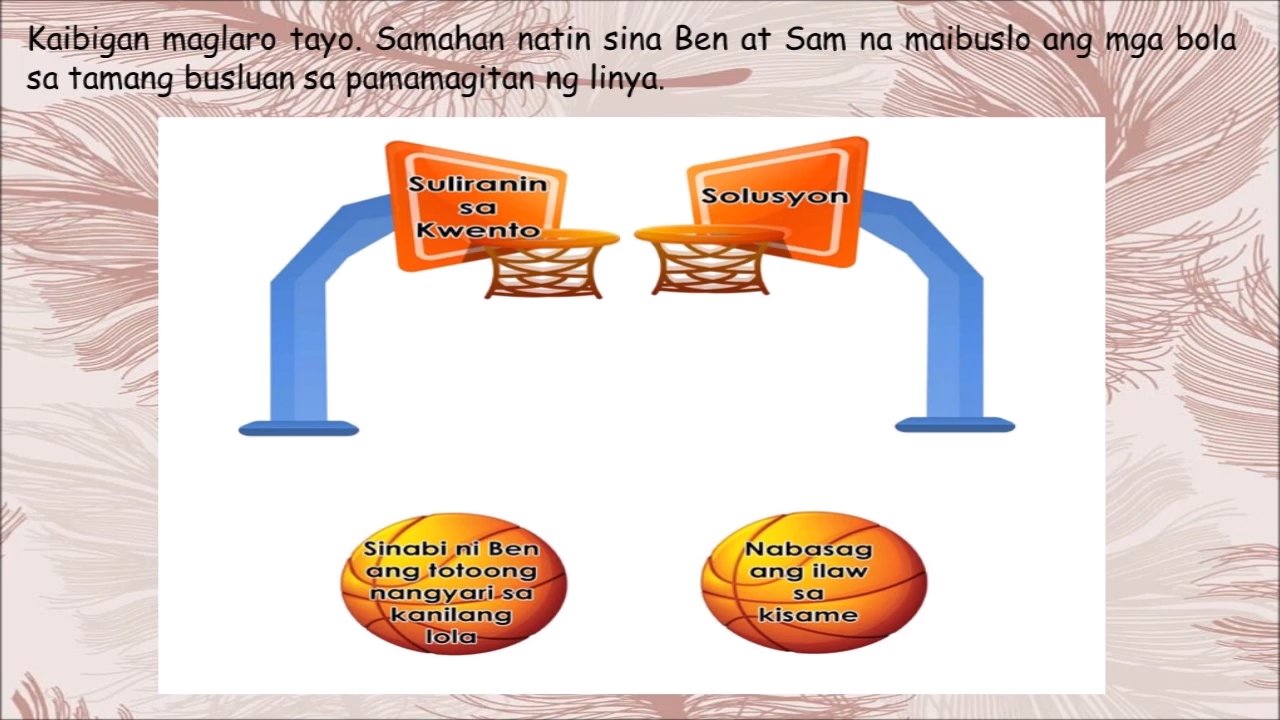 Kaibigan maglaro tayo. Samahan natin sina Ben at Sam na maibuslo ang mga bola
sa tamang busluan sa pamamagitan ng linya.
Suliranin
sa
Kwento
Solusyon
Sinabi ni Ben
ang totoong
nangyari sa
kanilang
lola
Nabasag
ang ilaw
sa
kisame